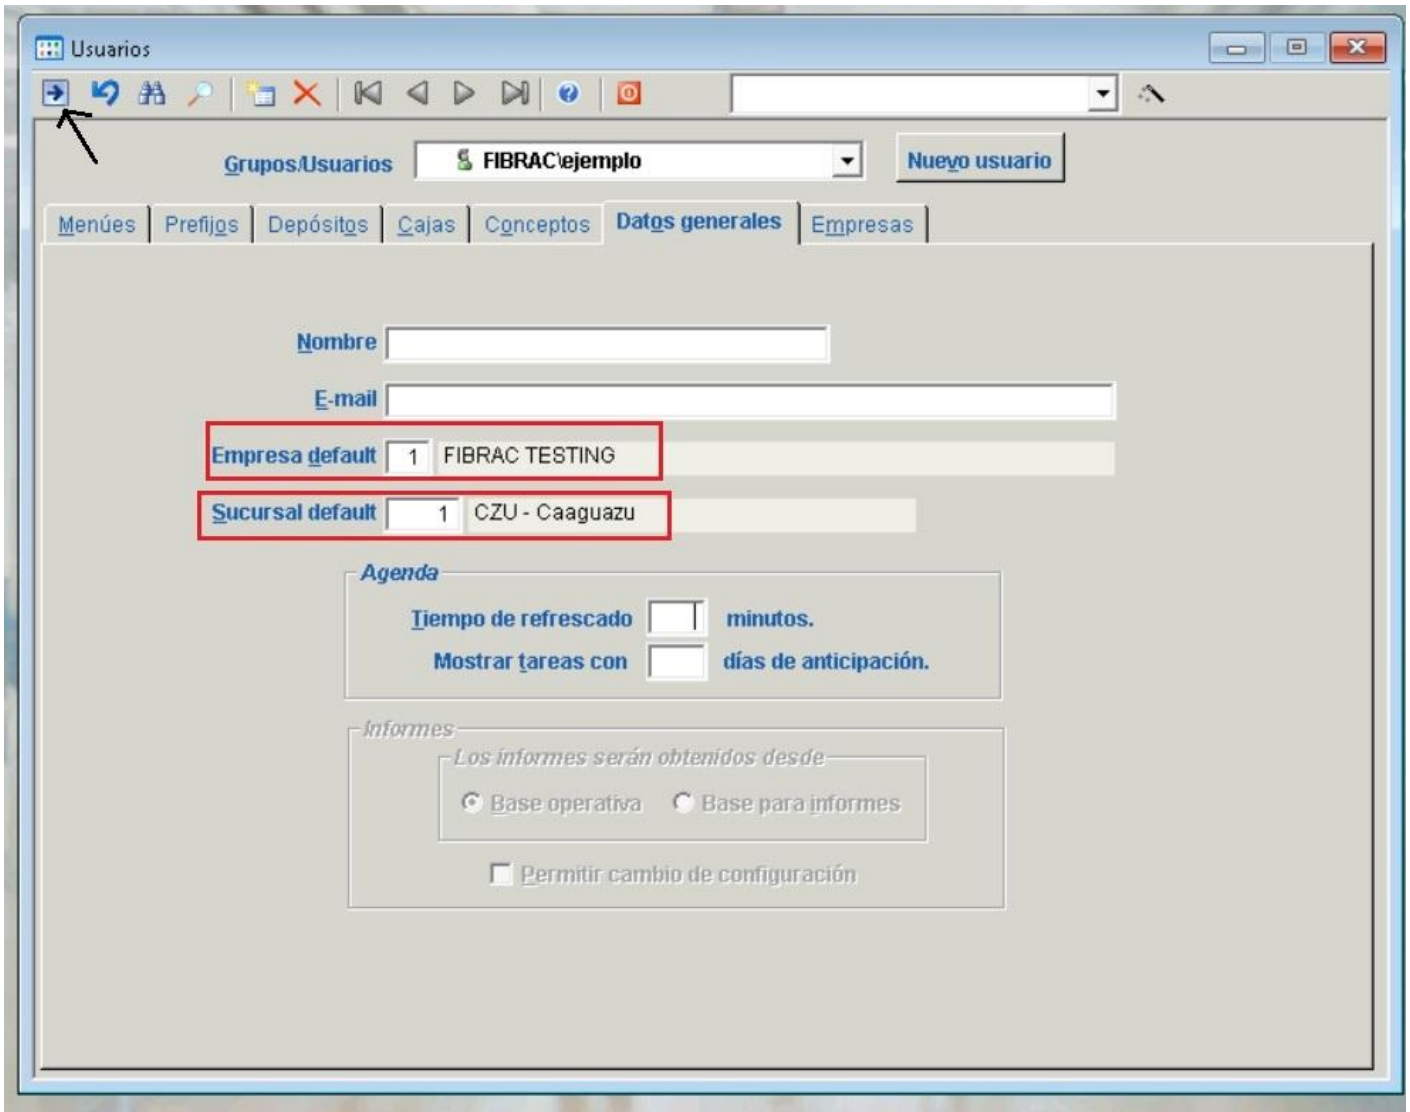 Usuarios
Grupos/Usuarios FIBRAC\ejemplo Nuevo usuario
Menúes Prefijos Depósitos Cajas Conceptos Datos generales Empresas
Nombre
E-mail
Empresa default 1 FIBRAC TESTING
Sucursal default 1 CZU - Caaguazu
Agenda
Tiempo de refrescado minutos.
Mostrar tareas con días de anticipación.
Informes
Los informes serán obtenidos desde
Base operativa Base para informes
Permitir cambio de configuración